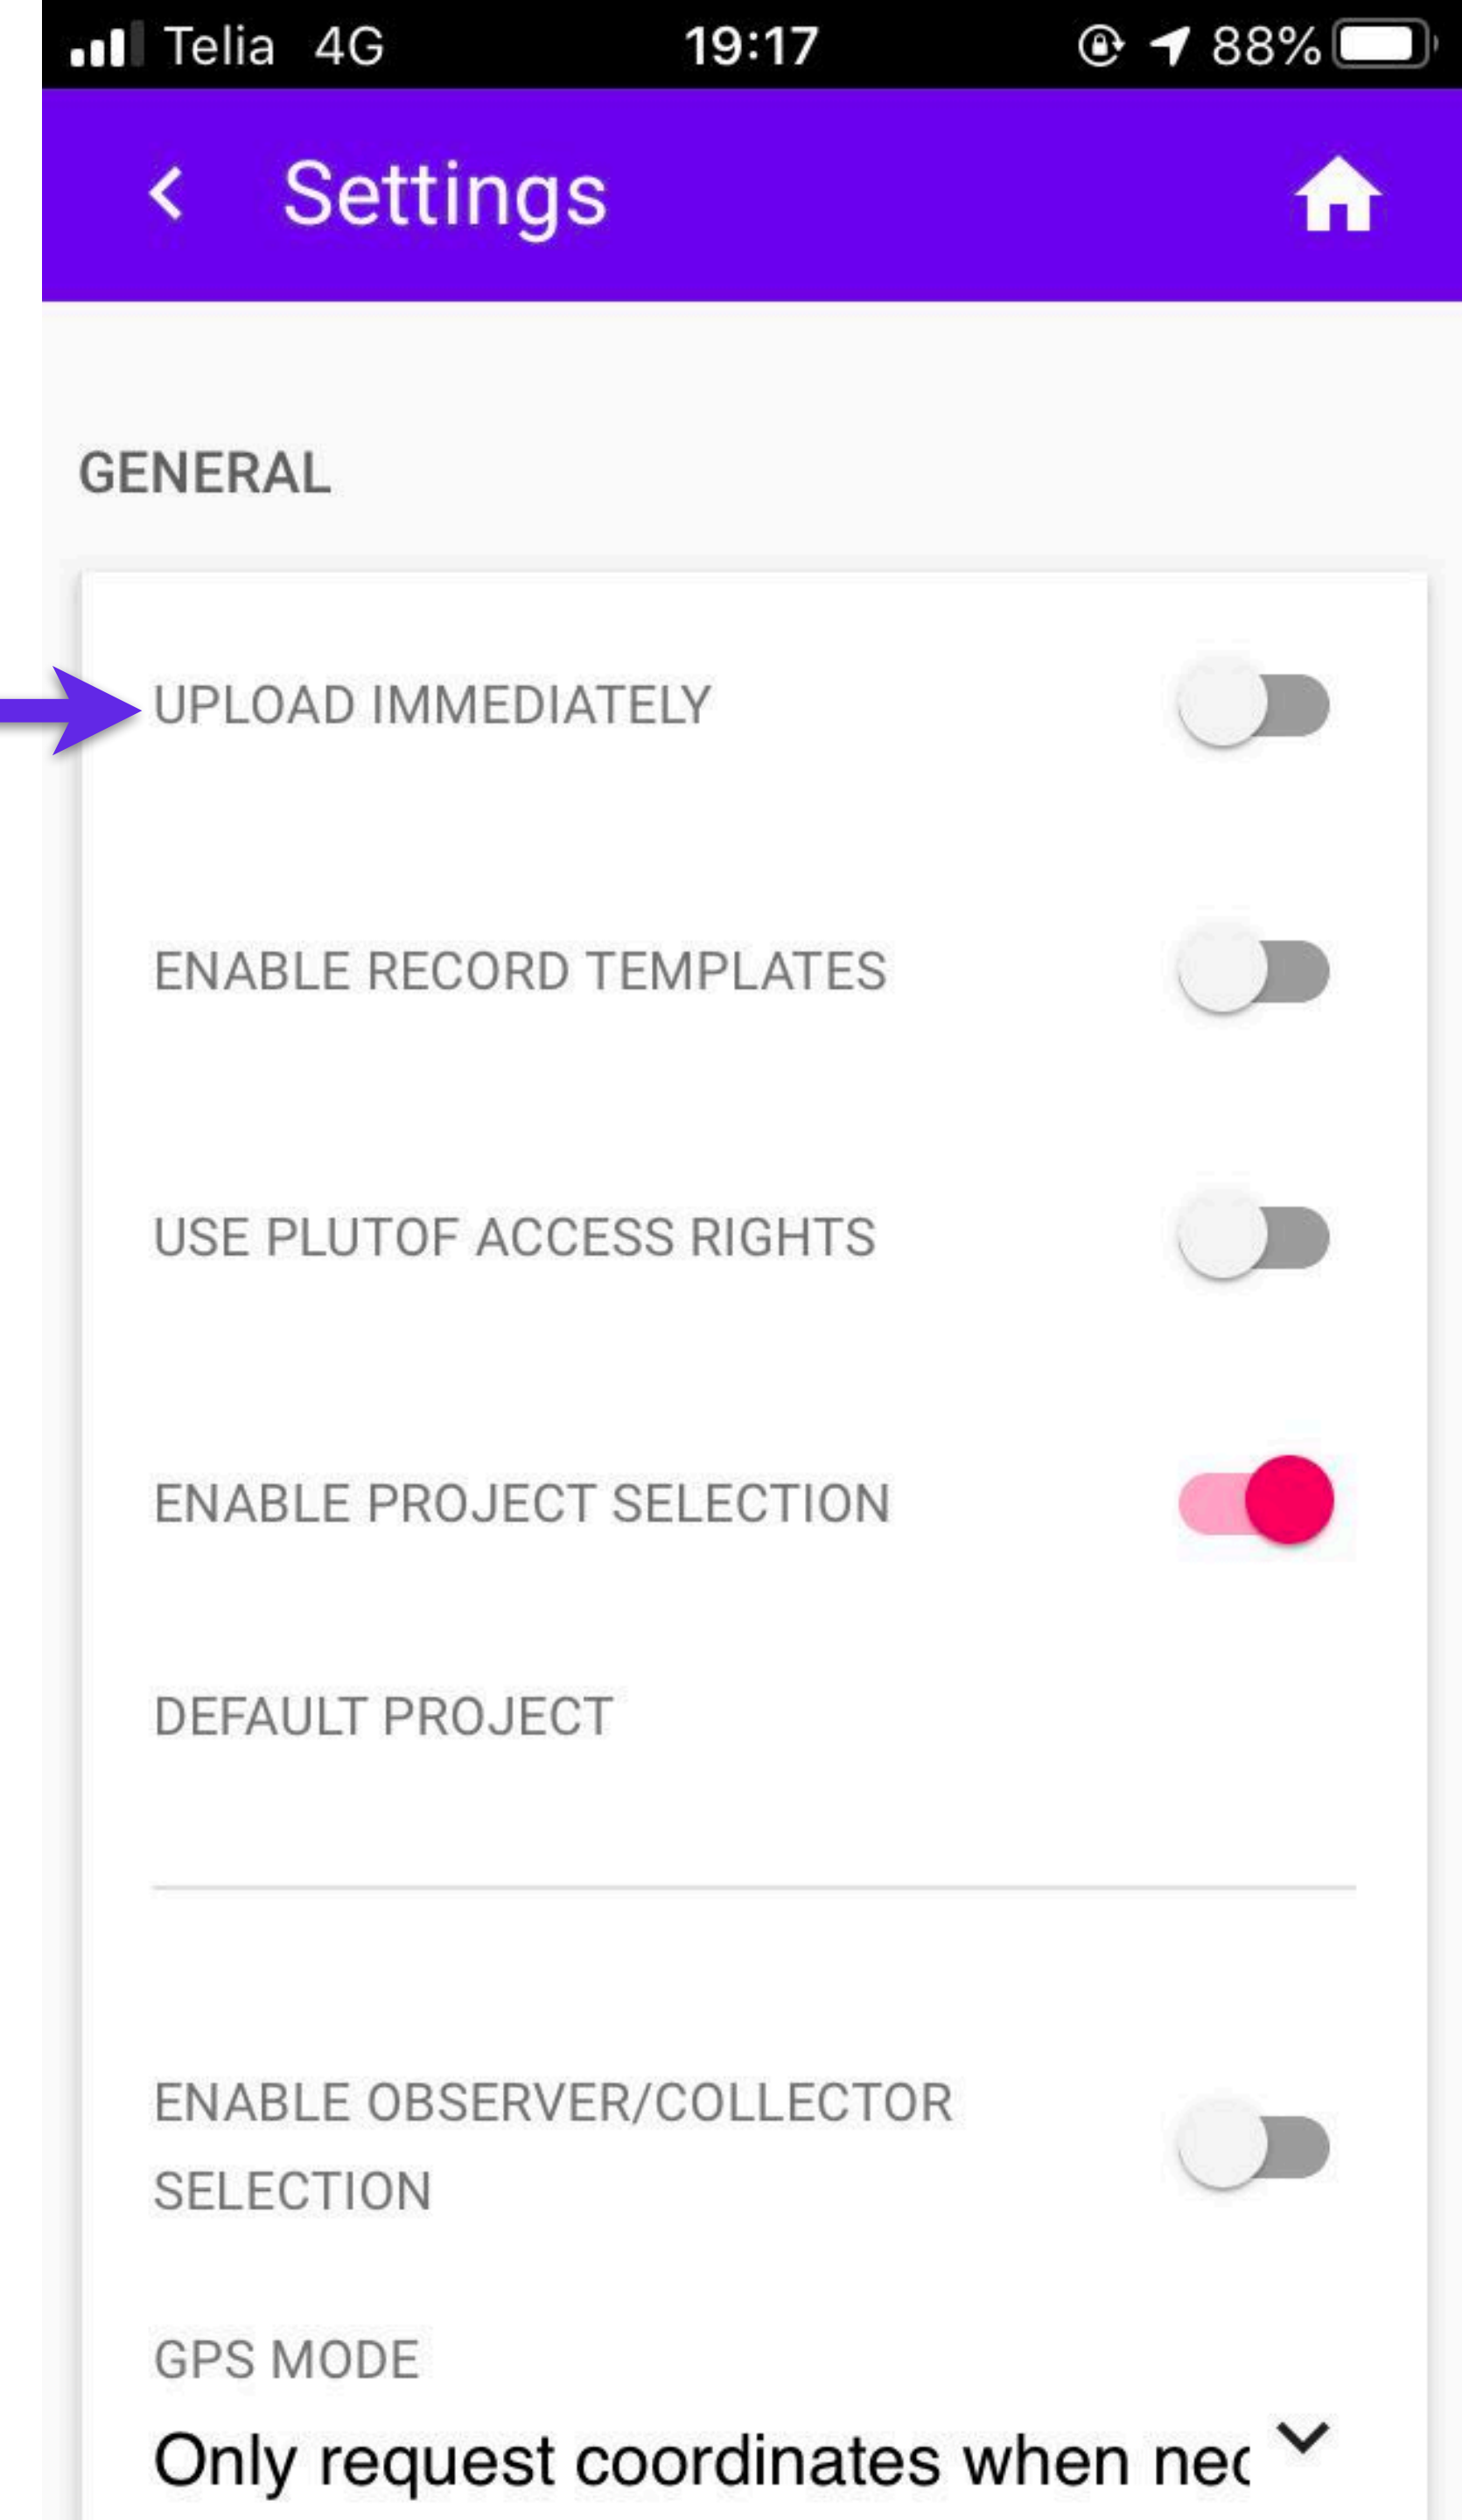 Telia 4G 19:17 88%
Settings
GENERAL
UPLOAD IMMEDIATELY
ENABLE RECORD TEMPLATES
USE PLUTOF ACCESS RIGHTS
ENABLE PROJECT SELECTION
DEFAULT PROJECT
ENABLE OBSERVER/COLLECTOR
SELECTION
GPS MODE
Only request coordinates when